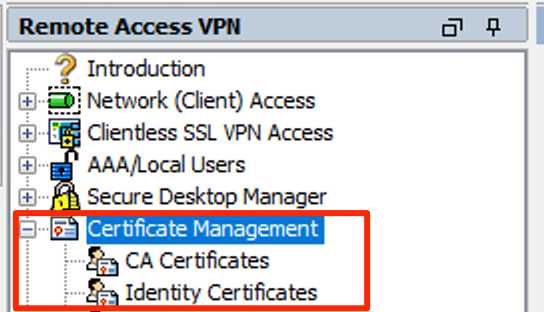 Remote Access VPN
Introduction
Network (Client) Access
Clientless SSL VPN Access
AAA/Local Users
Secure Desktop Manager
Certificate Management
CA Certificates
Identity Certificates